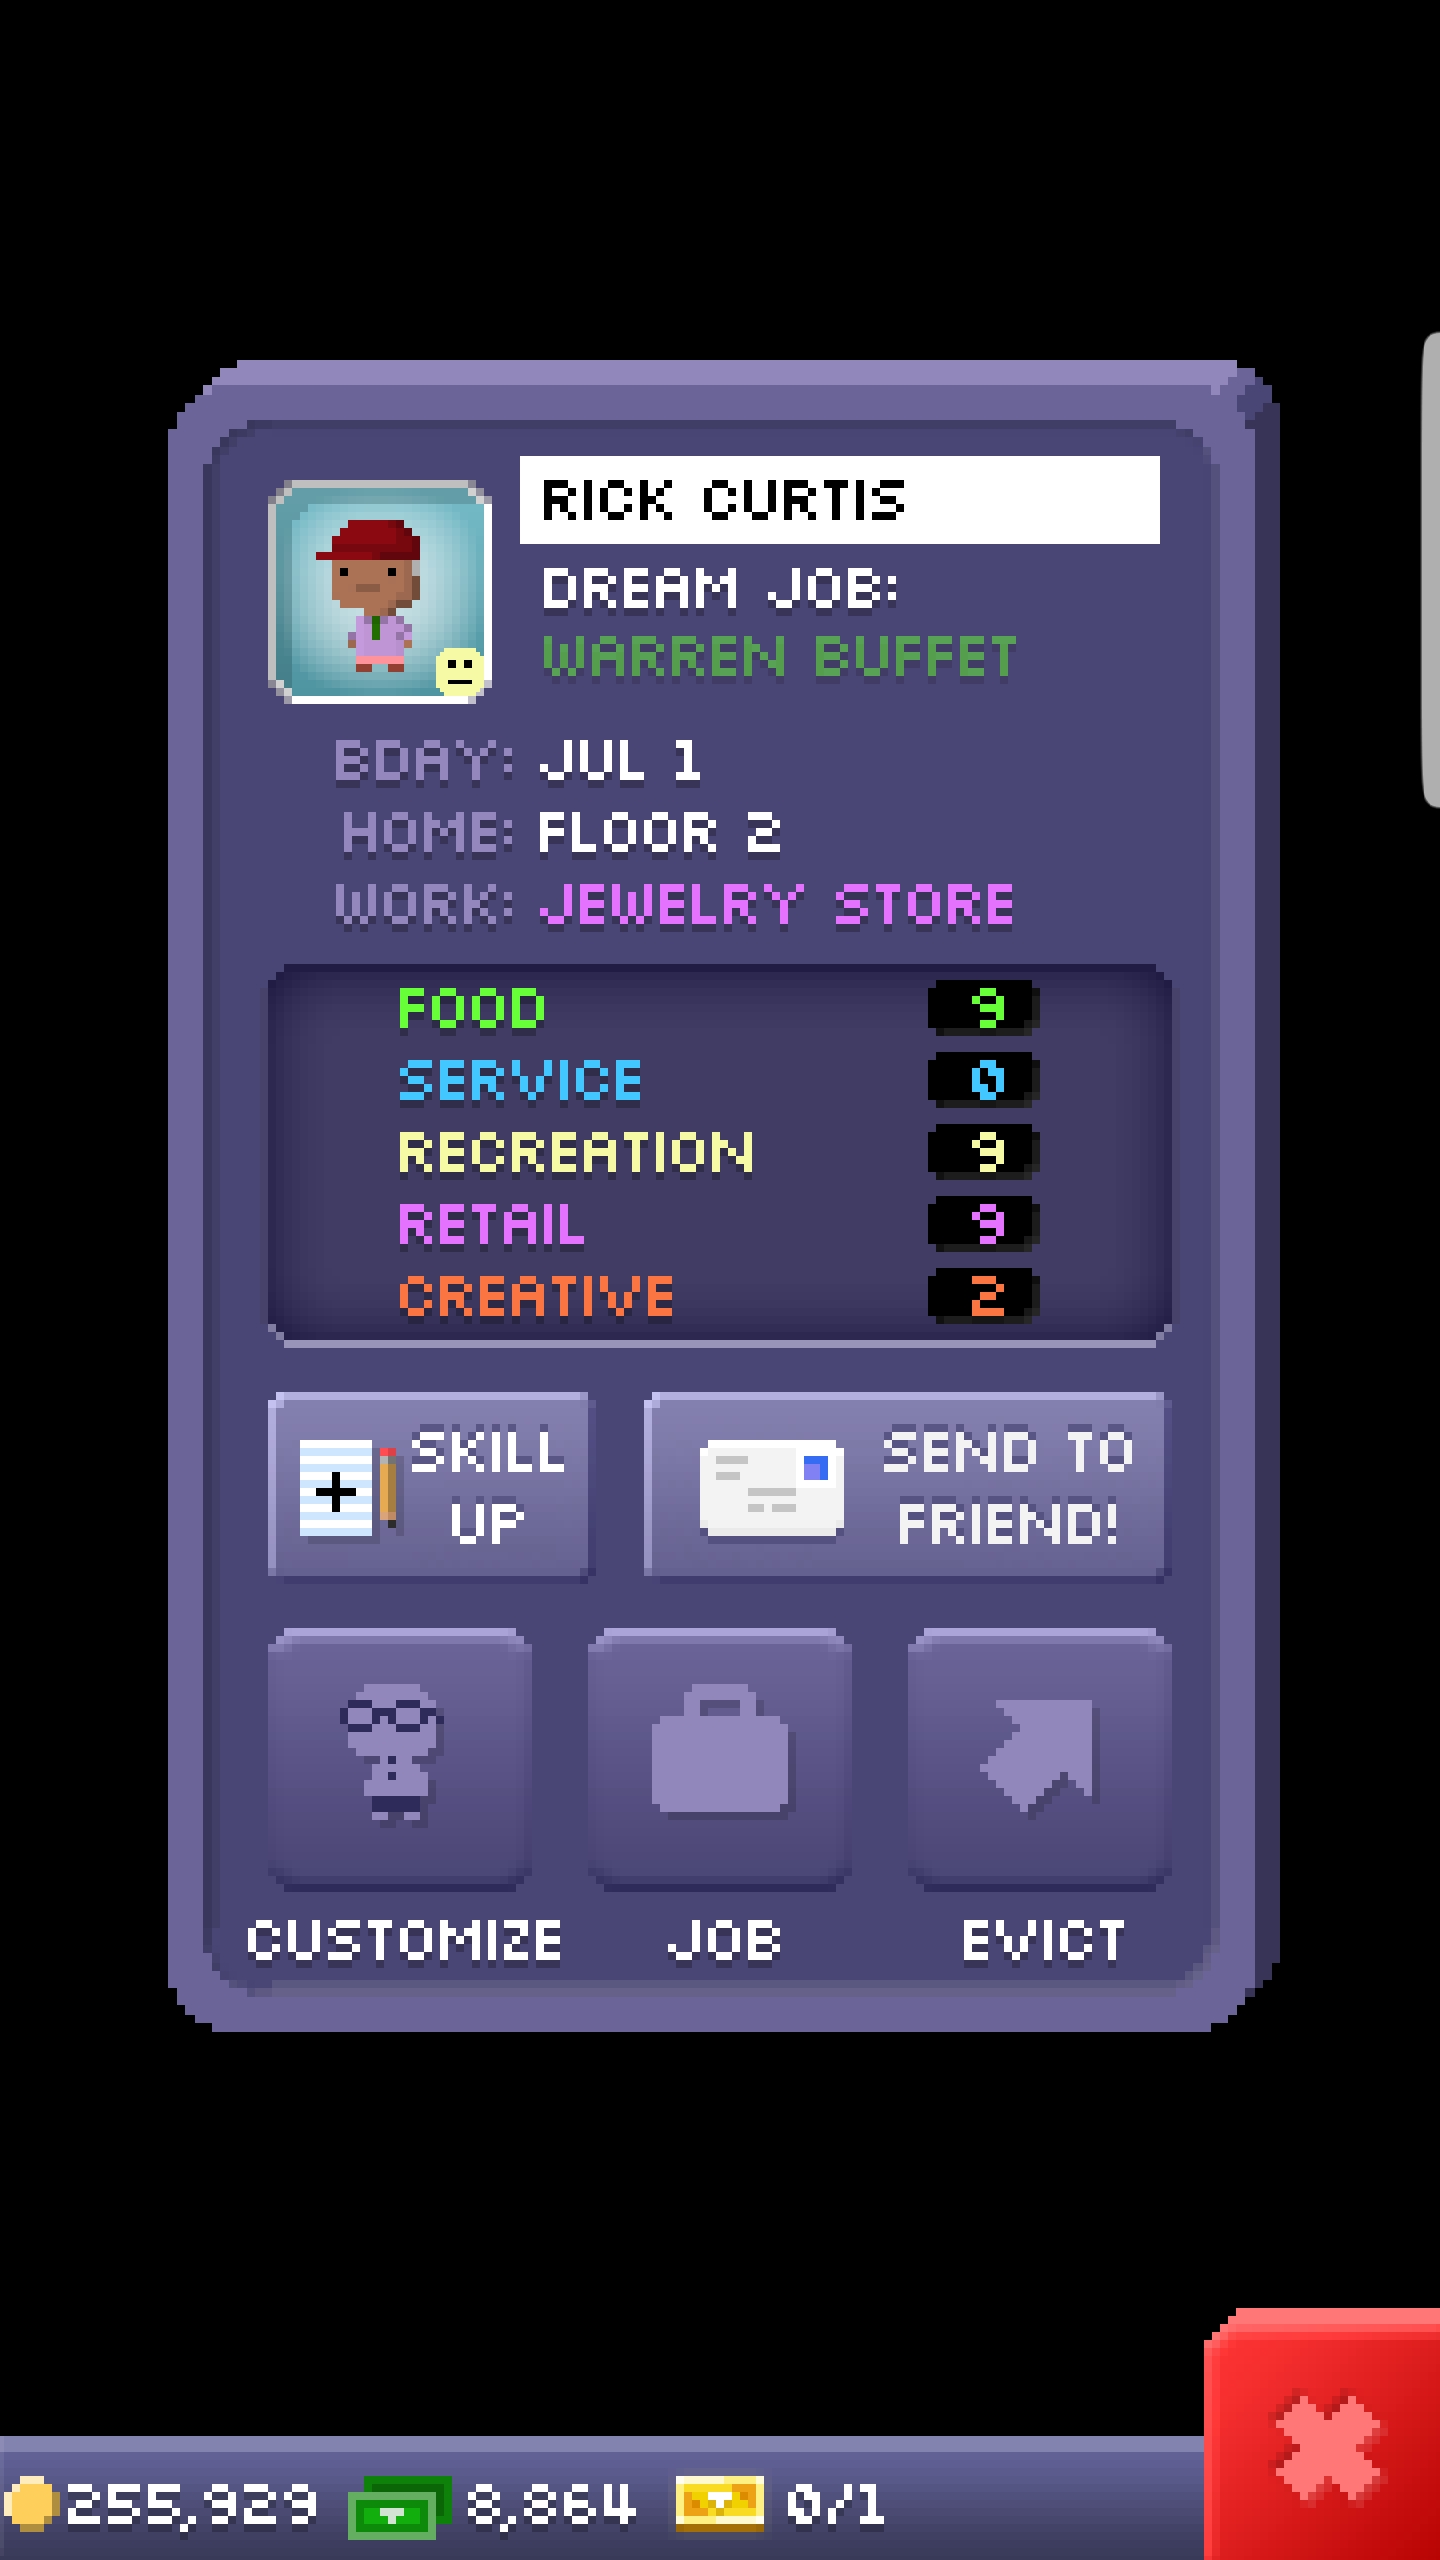 RICK CURTIS
DREAM JOB:
WARREN BUFFET
BDAY: JUL 1
HOME: FLOOR 2
WORK: JEWELRY STORE
FOOD 9
SERVICE 0
RECREATION 9
RETAIL 9
CREATIVE 2
SKILL UP
SEND TO FRIEND!
CUSTOMIZE JOB EVICT
255,929 8,864 0/1